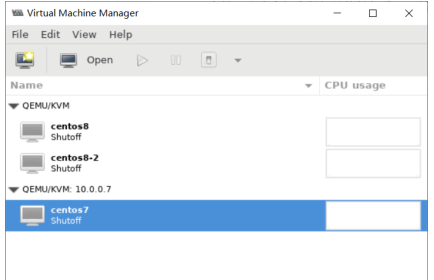 Virtual Machine Manager
File Edit View Help
Open
Name CPU usage
QEMU/KVM
centos8
Shutoff
centos8-2
Shutoff
QEMU/KVM: 10.0.0.7
centos7
Shutoff